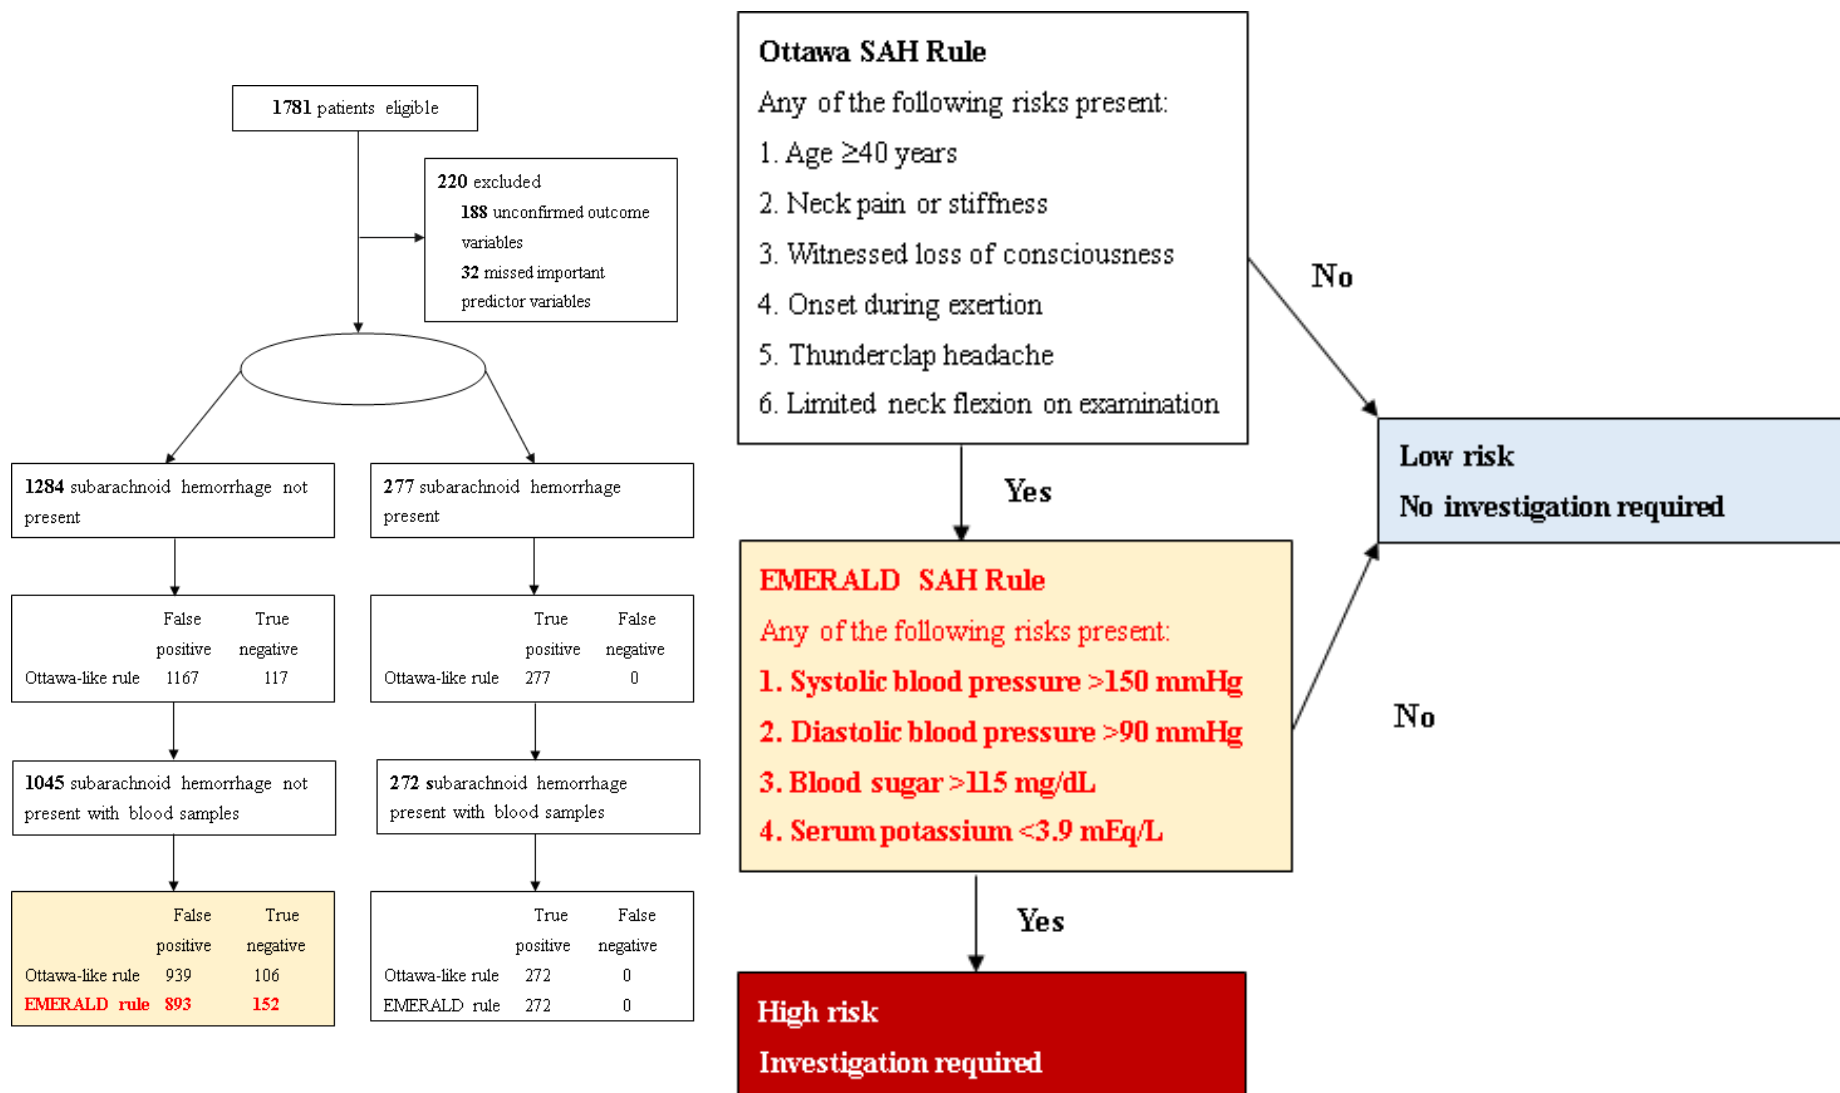 1781 patients eligible
220 excluded
188 unconfirmed outcome
variables
32 missed important
predictor variables
1284 subarachnoid hemorrhage not
present
277 subarachnoid hemorrhage
present
False True
positive negative
Ottawa-like rule 1167 117
True False
positive negative
Ottawa-like rule 277 0
1045 subarachnoid hemorrhage not
present with blood samples
272 subarachnoid hemorrhage
present with blood samples
False True
positive negative
Ottawa-like rule 939 106
EMERALD rule 893 152
True False
positive negative
Ottawa-like rule 272 0
EMERALD rule 272 0
Ottawa SAH Rule
Any of the following risks present:
1. Age ≥40 years
2. Neck pain or stiffness
3. Witnessed loss of consciousness
4. Onset during exertion
5. Thunderclap headache
6. Limited neck flexion on examination
No
Yes
Low risk
No investigation required
EMERALD SAH Rule
Any of the following risks present:
1. Systolic blood pressure >150 mmHg
2. Diastolic blood pressure >90 mmHg
3. Blood sugar >115 mg/dL
4. Serum potassium <3.9 mEq/L
No
Yes
High risk
Investigation required